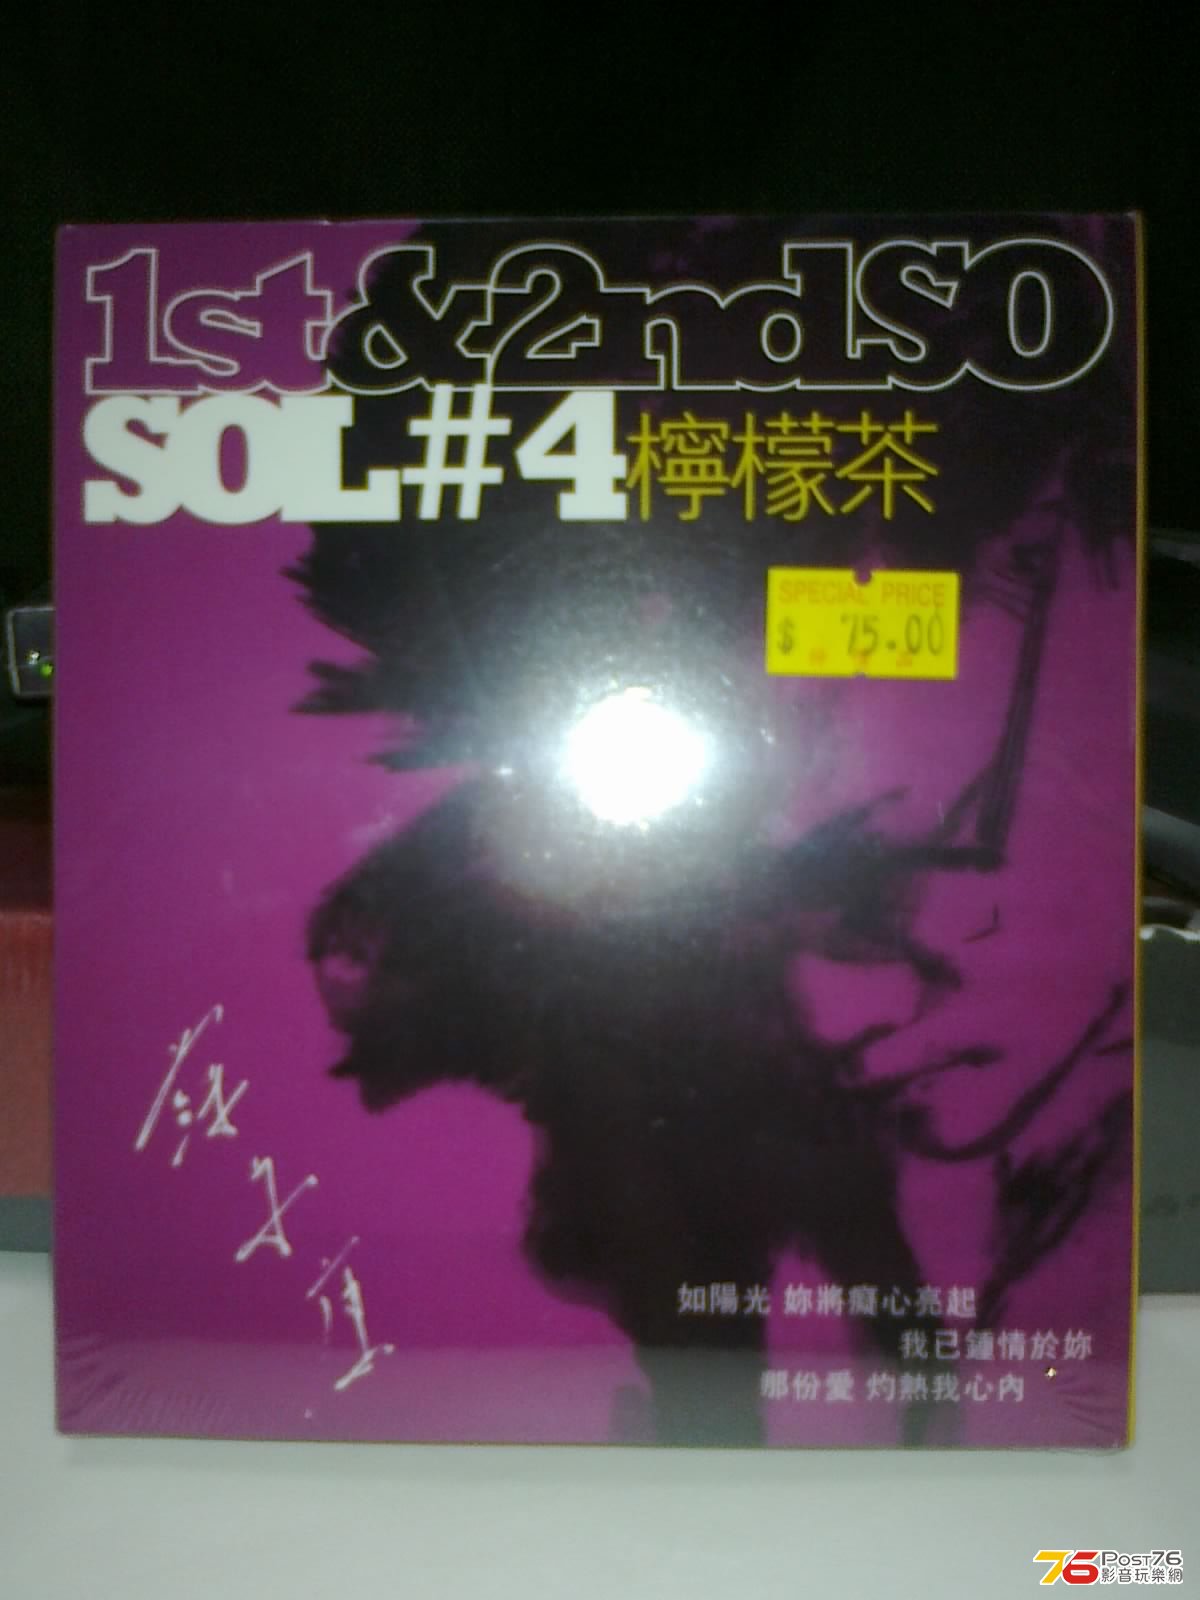 1st&2ndSO
SOL#4檸檬茶
SPECIAL PRICE
$ 75.00
如陽光 妳將癡心亮起
我已鍾情於妳
那份愛 灼熱我心內
76 POST76
影音玩樂網